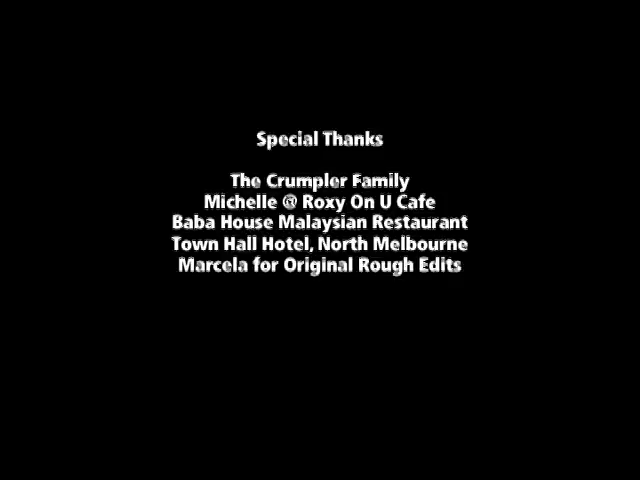 Special Thanks
The Crumpler Family
Michelle @ Roxy On U Cafe
Baba House Malaysian Restaurant
Town Hall Hotel, North Melbourne
Marcela for Original Rough Edits